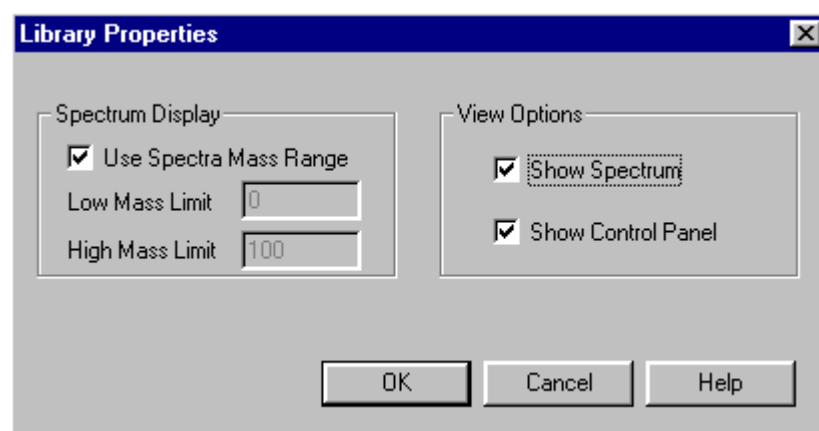 Library Properties
Spectrum Display
Use Spectra Mass Range
Low Mass Limit 0
High Mass Limit 100
View Options
Show Spectrum
Show Control Panel
OK Cancel Help